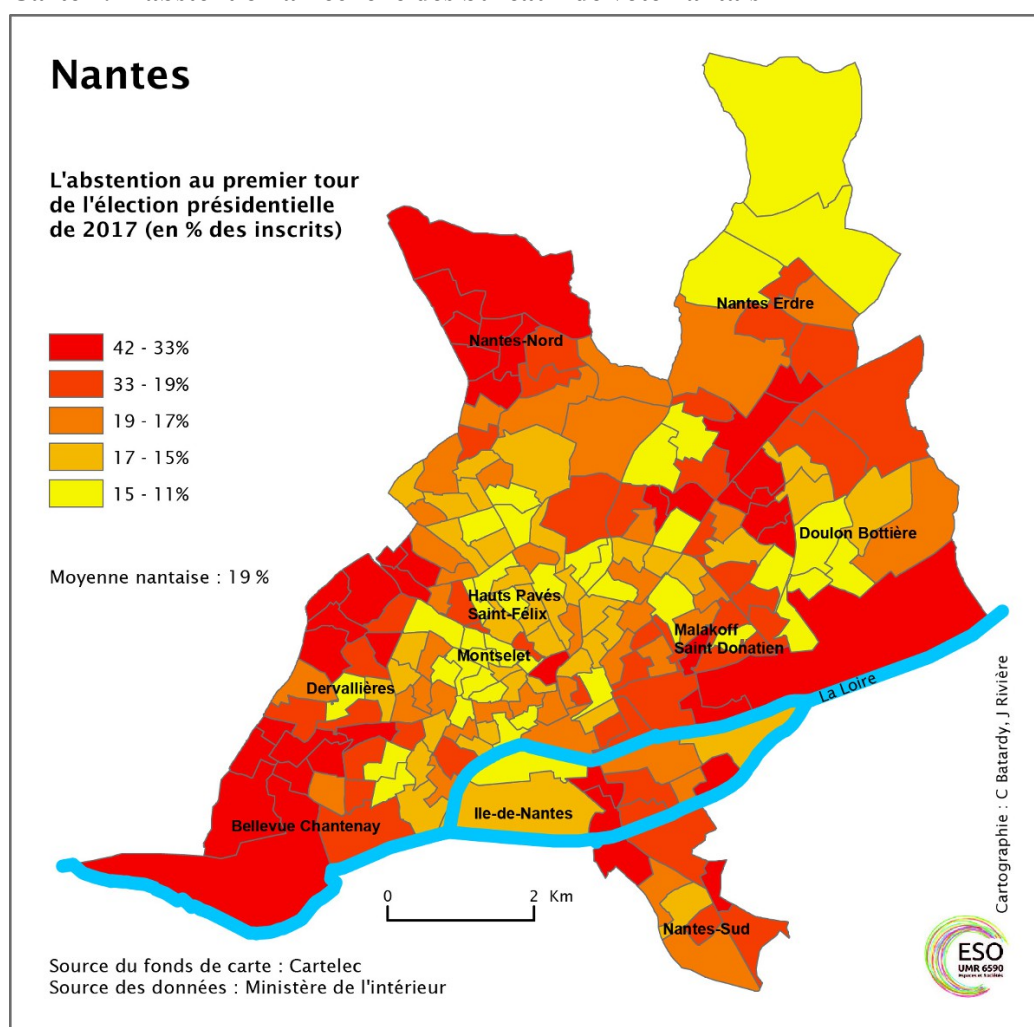 Nantes
L'abstention au premier tour
de l'élection présidentielle
de 2017 (en % des inscrits)
42 - 33%
33 - 19%
19 - 17%
17 - 15%
15 - 11%
Moyenne nantaise : 19 %
Nantes Erdre
Nantes-Nord
Doulon Bottière
Hauts Pavés
Saint-Félix
Malakoff
Saint Donatien
Montselet
Dervallières
La Loire
Ile-de-Nantes
Bellevue Chantenay
Nantes-Sud
0 2 Km
Source du fonds de carte : Cartelec
Source des données : Ministère de l'intérieur
Cartographie : C Batardy, J Rivière
ESO
UMR 6590
Espaces et Sociétés